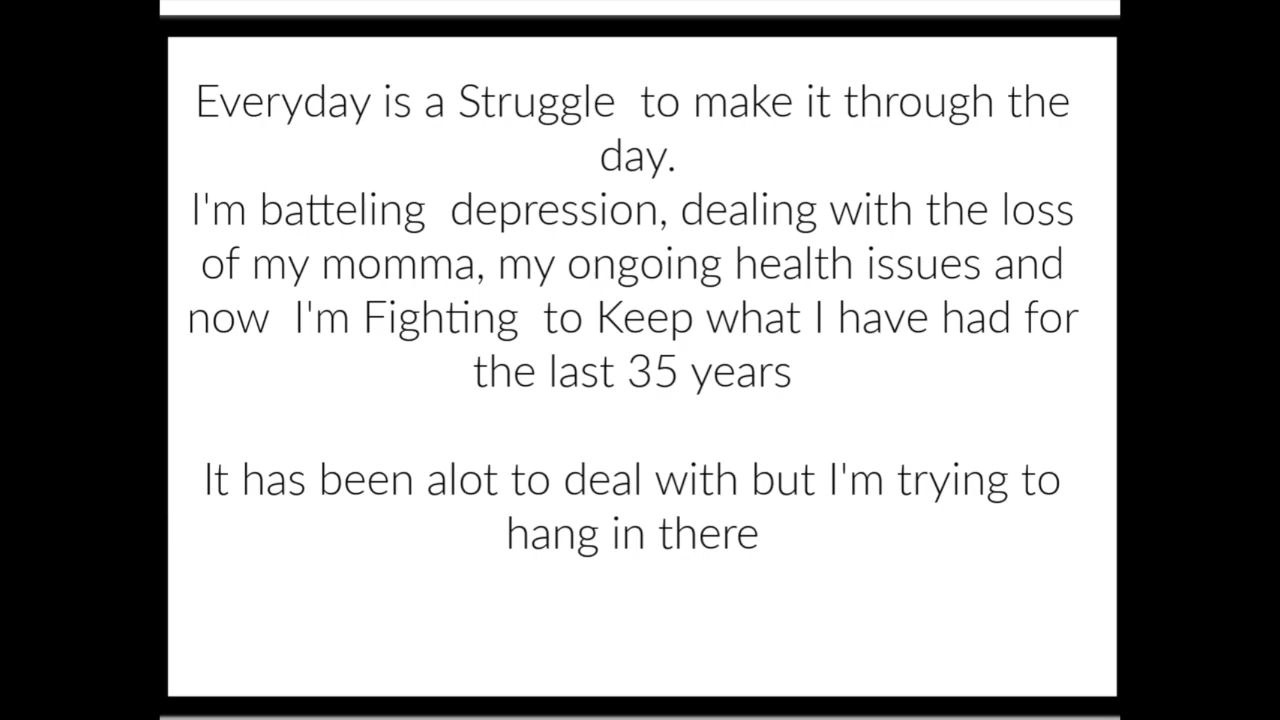 Everyday is a Struggle  to make it through the
day.
I'm batteling  depression, dealing with the loss
of my momma, my ongoing health issues and
now  I'm Fighting  to Keep what I have had for
the last 35 years
It has been alot to deal with but I'm trying to
hang in there